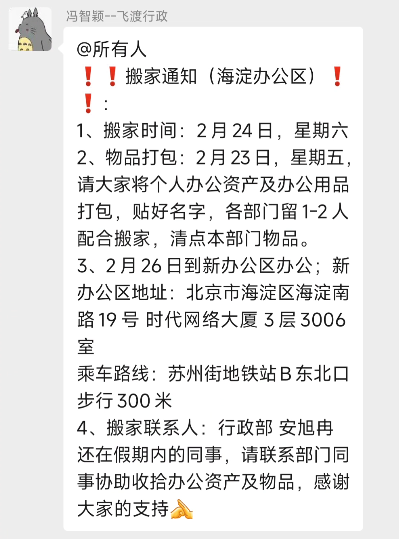 冯智颖--飞渡行政
@所有人
❗❗搬家通知（海淀办公区）❗
❗：
1、搬家时间：2月24日，星期六
2、物品打包：2月23日，星期五，
请大家将个人办公资产及办公用品
打包，贴好名字，各部门留1-2人
配合搬家，清点本部门物品。
3、2月26日到新办公区办公；新
办公区地址：北京市海淀区海淀南
路19号 时代网络大厦 3层3006
室
乘车路线：苏州街地铁站B东北口
步行300米
4、搬家联系人：行政部 安旭冉
还在假期内的同事，请联系部门同
事协助收拾办公资产及物品，感谢
大家的支持